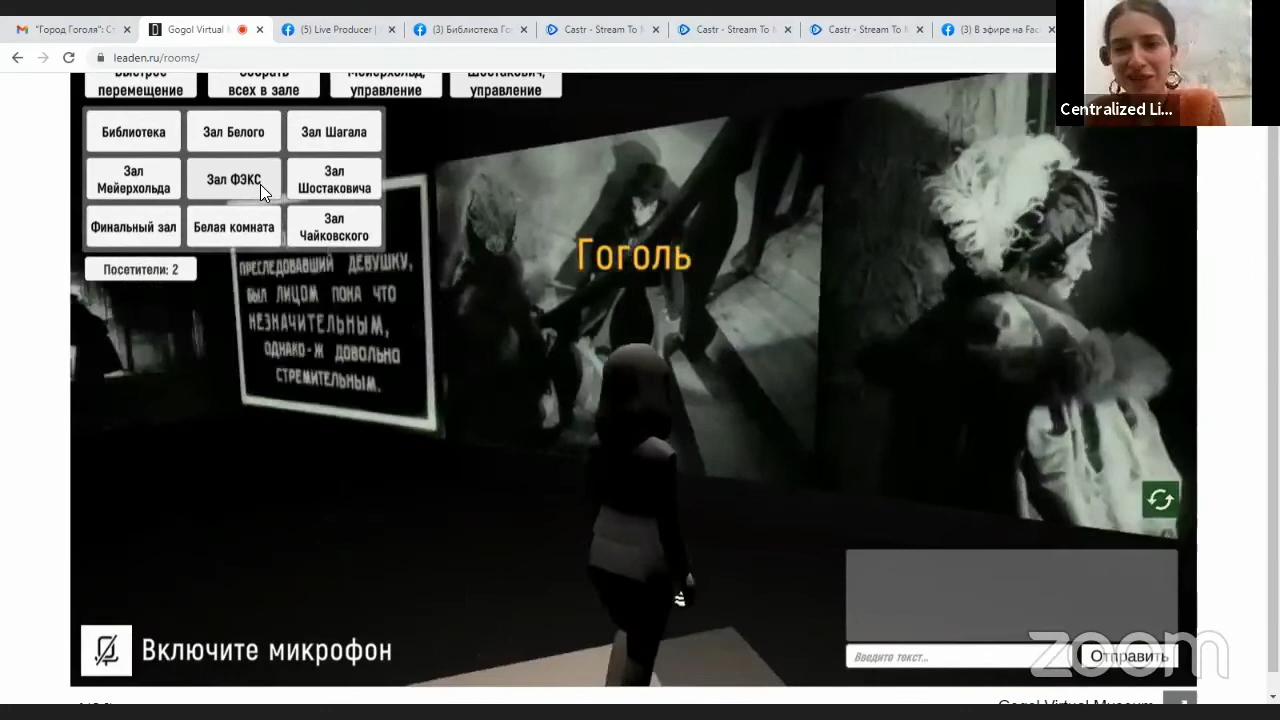 "Город Гоголя": С
Gogol Virtual M
(5) Live Producer |
(3) Библиотека Го
Castr - Stream To M
Castr - Stream To M
Castr - Stream To M
(3) В эфире на Fac
leaden.ru/rooms/
Centralized Li...
Быстрое перемещение
Собрать всех в зале
Мейерхольд, управление
Шостакович, управление
Библиотека
Зал Белого
Зал Шагала
Зал Мейерхольда
Зал ФЭКС
Зал Шостаковича
Финальный зал
Белая комната
Зал Чайковского
Посетители: 2
ПРЕСЛЕДОВАВШИЙ ДЕВУШКУ,
БЫЛ ЛИЦОМ ПОКА ЧТО
НЕЗНАЧИТЕЛЬНЫМ,
ОДНАКО-Ж ДОВОЛЬНО
СТРЕМИТЕЛЬНЫМ.
Гоголь
Включите микрофон
Введите текст...
Отправить
zoom
Gogol Virtual Museum